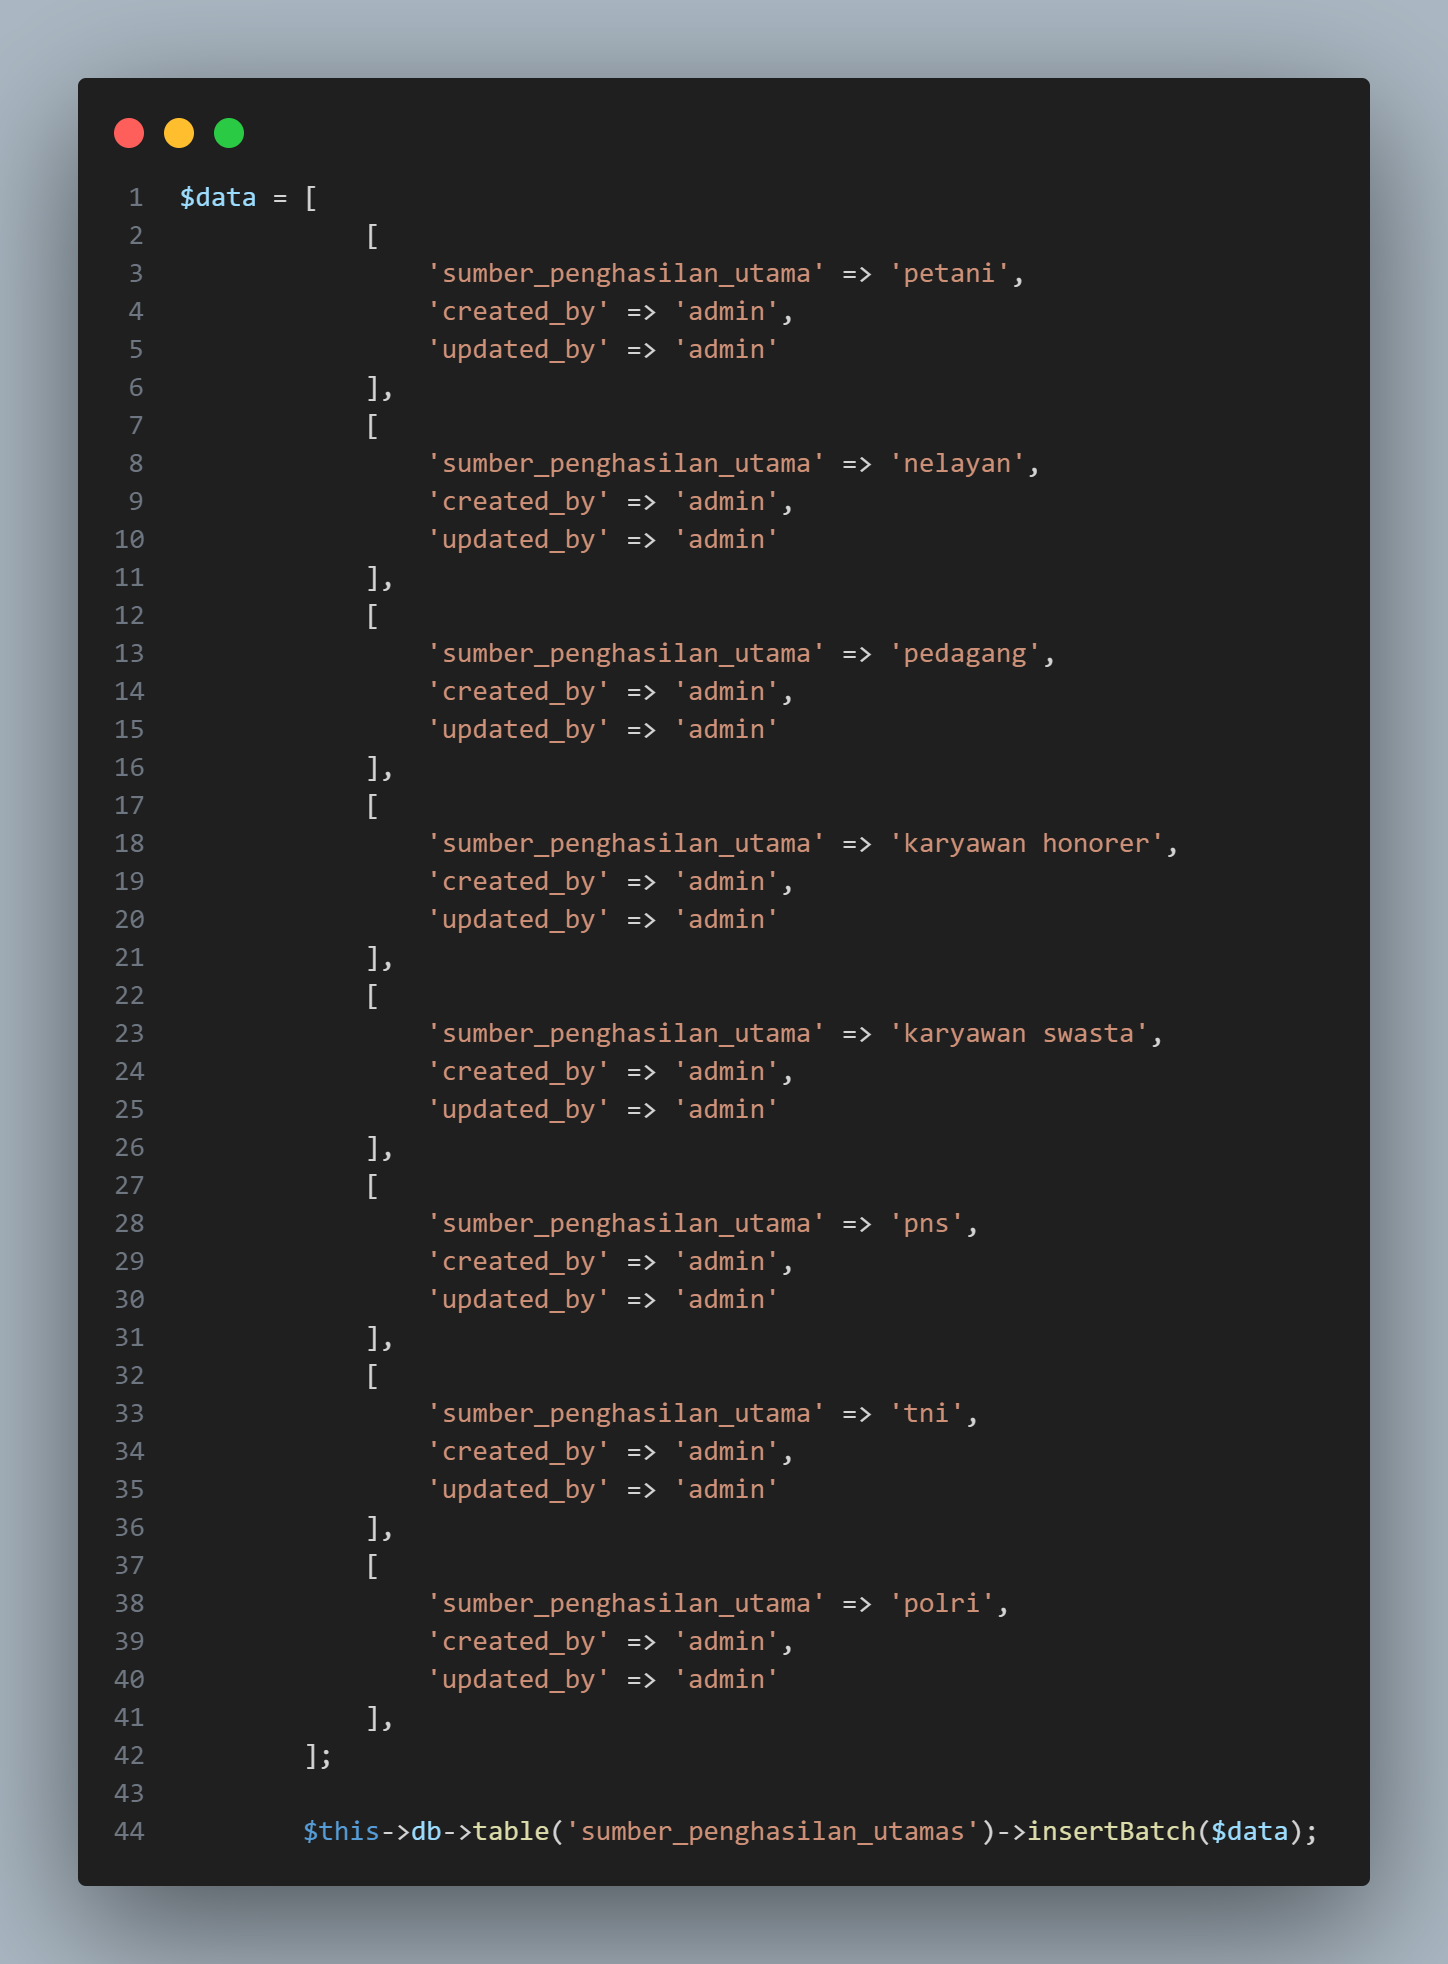 1 $data = [
2 [
3 'sumber_penghasilan_utama' => 'petani',
4 'created_by' => 'admin',
5 'updated_by' => 'admin'
6 ],
7 [
8 'sumber_penghasilan_utama' => 'nelayan',
9 'created_by' => 'admin',
10 'updated_by' => 'admin'
11 ],
12 [
13 'sumber_penghasilan_utama' => 'pedagang',
14 'created_by' => 'admin',
15 'updated_by' => 'admin'
16 ],
17 [
18 'sumber_penghasilan_utama' => 'karyawan honorer',
19 'created_by' => 'admin',
20 'updated_by' => 'admin'
21 ],
22 [
23 'sumber_penghasilan_utama' => 'karyawan swasta',
24 'created_by' => 'admin',
25 'updated_by' => 'admin'
26 ],
27 [
28 'sumber_penghasilan_utama' => 'pns',
29 'created_by' => 'admin',
30 'updated_by' => 'admin'
31 ],
32 [
33 'sumber_penghasilan_utama' => 'tni',
34 'created_by' => 'admin',
35 'updated_by' => 'admin'
36 ],
37 [
38 'sumber_penghasilan_utama' => 'polri',
39 'created_by' => 'admin',
40 'updated_by' => 'admin'
41 ],
42 ];
43
44 $this->db->table('sumber_penghasilan_utamas')->insertBatch($data);